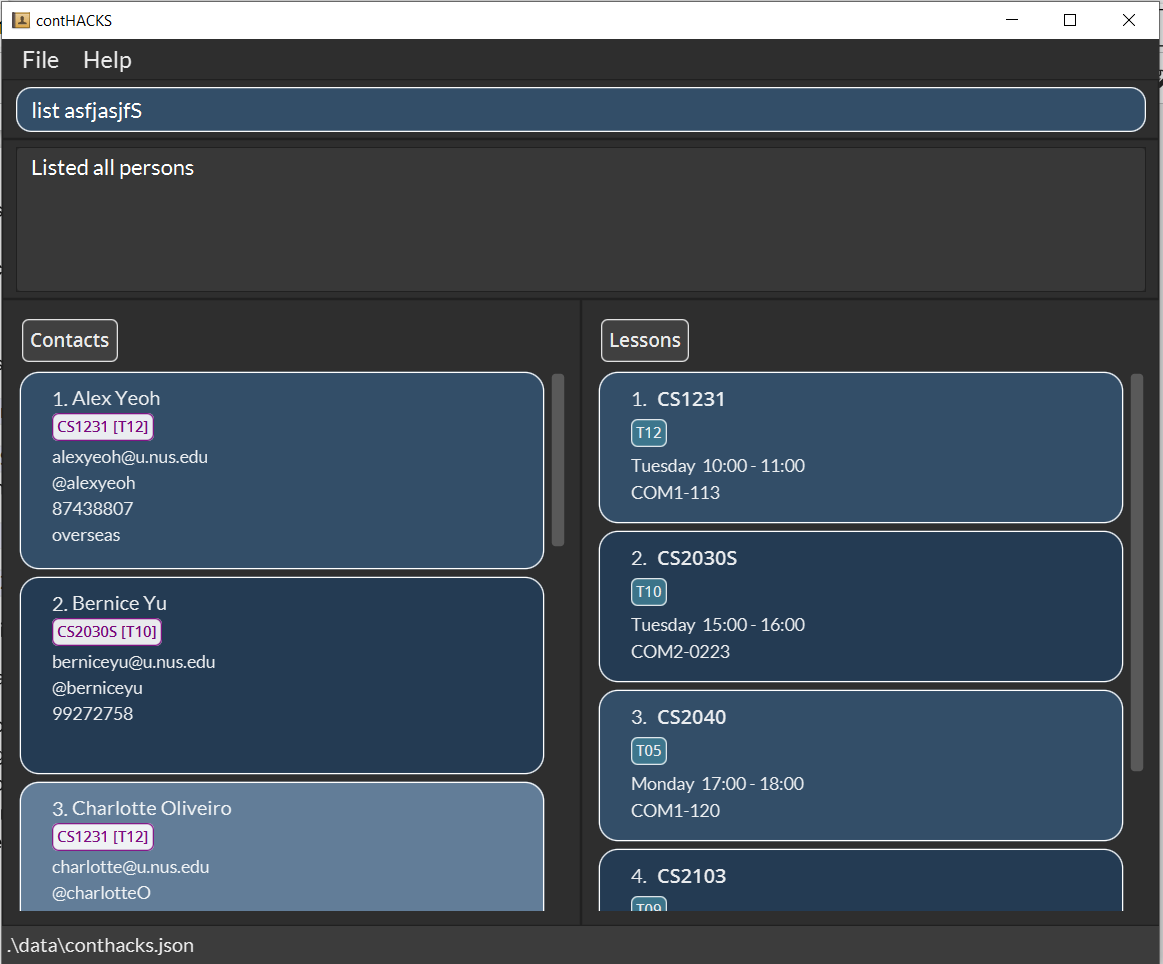 contHACKS
File Help
list asfjasjfS
Listed all persons
Contacts
1. Alex Yeoh
CS1231 [T12]
alexyeoh@u.nus.edu
@alexyeoh
87438807
overseas
2. Bernice Yu
CS2030S [T10]
berniceyu@u.nus.edu
@berniceyu
99272758
3. Charlotte Oliveiro
CS1231 [T12]
charlotte@u.nus.edu
@charlotteO
Lessons
1. CS1231
T12
Tuesday 10:00 - 11:00
COM1-113
2. CS2030S
T10
Tuesday 15:00 - 16:00
COM2-0223
3. CS2040
T05
Monday 17:00 - 18:00
COM1-120
4. CS2103
T09
.\data\conthacks.json